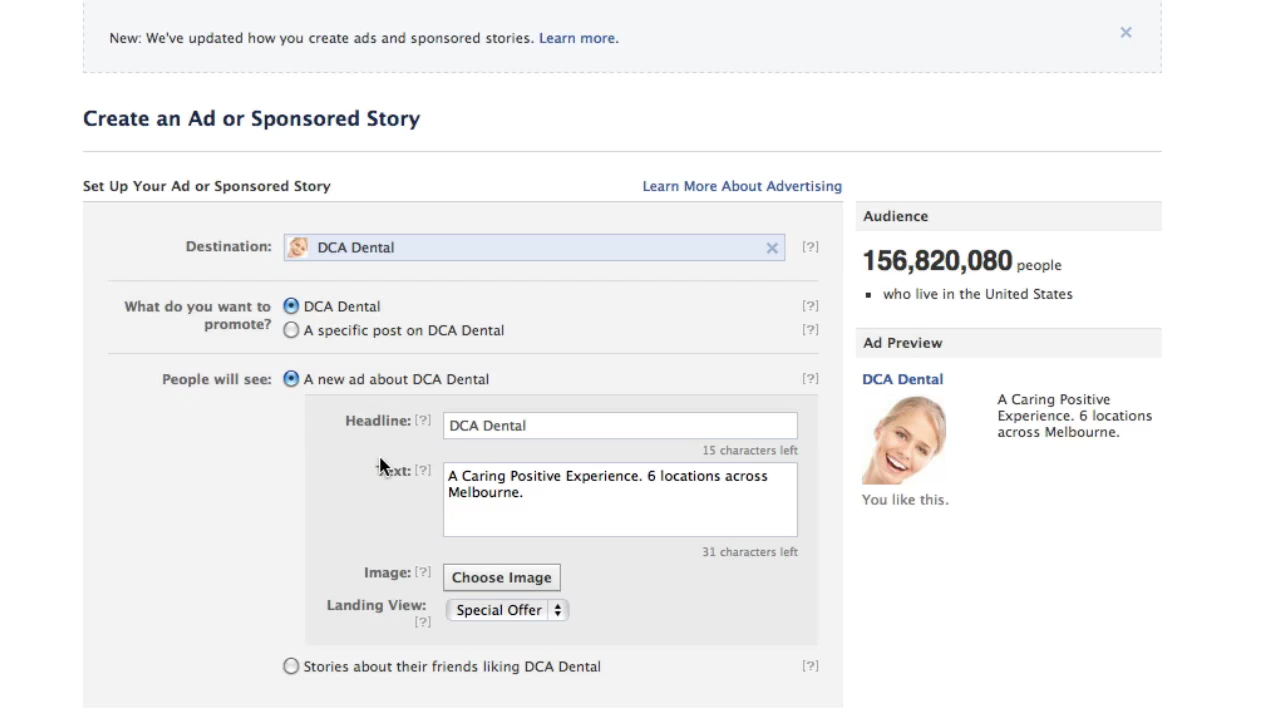 New: We've updated how you create ads and sponsored stories. Learn more.
Create an Ad or Sponsored Story
Set Up Your Ad or Sponsored Story
Learn More About Advertising
Destination:
DCA Dental
[?]
What do you want to
promote?
DCA Dental
[?]
A specific post on DCA Dental
[?]
People will see:
A new ad about DCA Dental
[?]
Headline: [?]
DCA Dental
15 characters left
Text: [?]
A Caring Positive Experience. 6 locations across
Melbourne.
31 characters left
Image: [?]
Choose Image
Landing View:
[?]
Special Offer
Stories about their friends liking DCA Dental
[?]
Audience
156,820,080 people
who live in the United States
Ad Preview
DCA Dental
A Caring Positive
Experience. 6 locations
across Melbourne.
You like this.